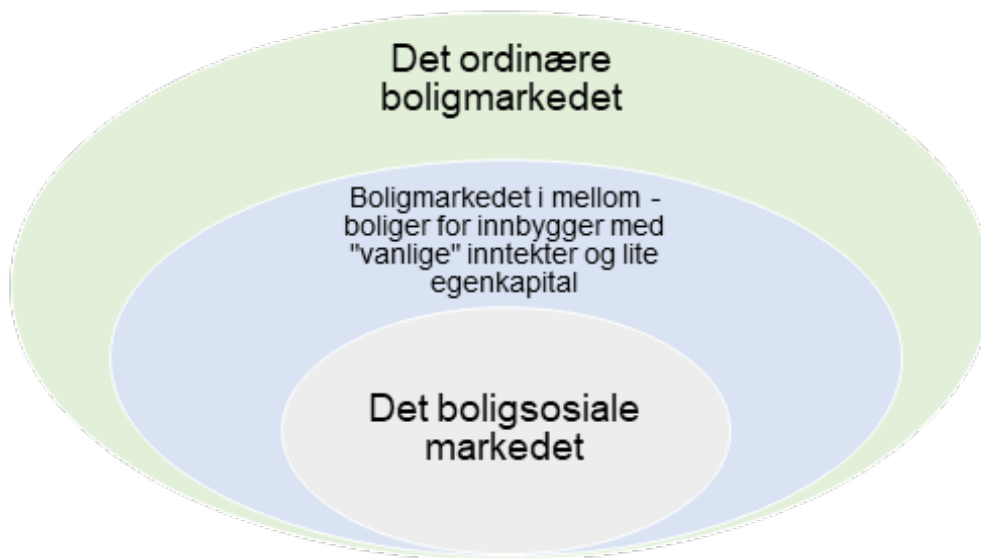 Det ordinære
boligmarkedet
Boligmarkedet i mellom -
boliger for innbygger med
"vanlige" inntekter og lite
egenkapital
Det boligsosiale
markedet